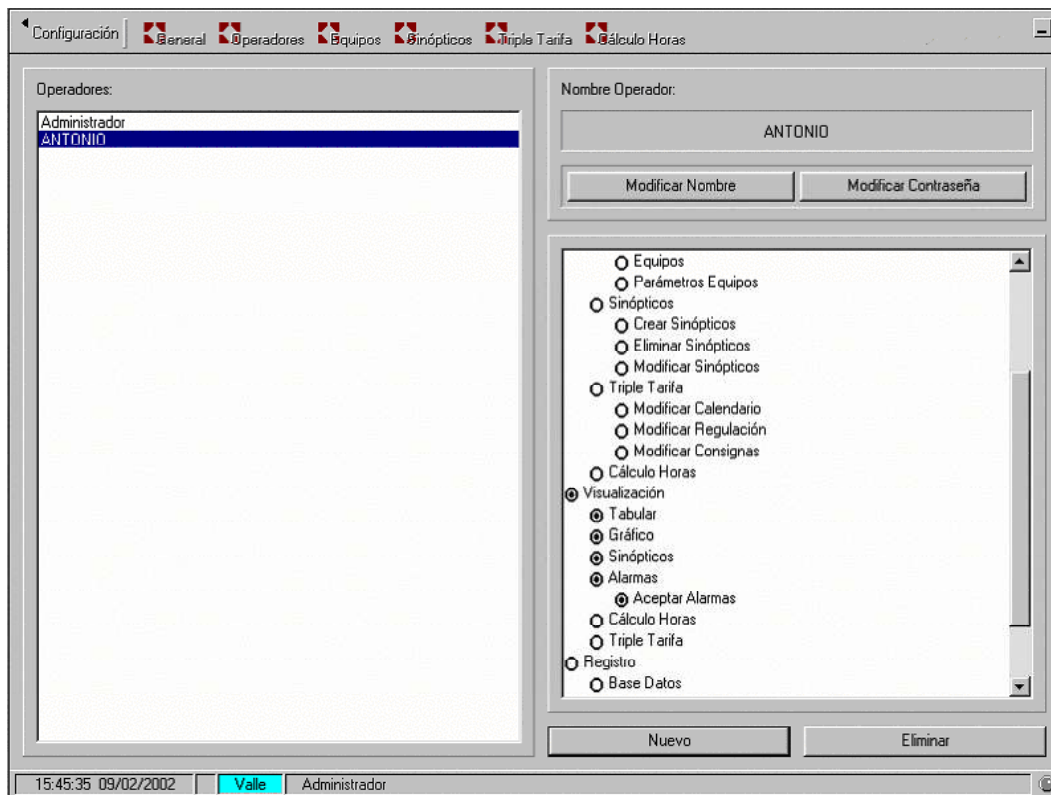 Configuración General Operadores Equipos Sinópticos Triple Tarifa Cálculo Horas
Operadores:
Administrador
ANTONIO
Nombre Operador:
ANTONIO
Modificar Nombre Modificar Contraseña
Equipos
Parámetros Equipos
Sinópticos
Crear Sinópticos
Eliminar Sinópticos
Modificar Sinópticos
Triple Tarifa
Modificar Calendario
Modificar Regulación
Modificar Consignas
Cálculo Horas
Visualización
Tabular
Gráfico
Sinópticos
Alarmas
Aceptar Alarmas
Cálculo Horas
Triple Tarifa
Registro
Base Datos
Nuevo Eliminar
15:45:35 09/02/2002 Valle Administrador